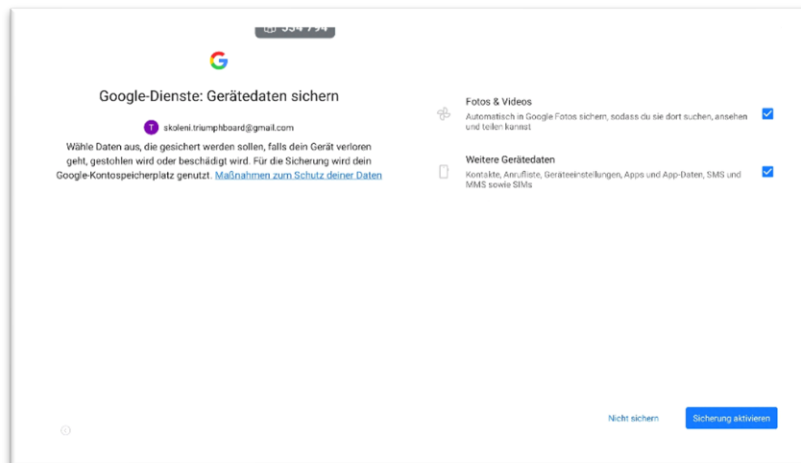 Google-Dienste: Gerätedaten sichern
T skoleni.triumphboard@gmail.com
Wähle Daten aus, die gesichert werden sollen, falls dein Gerät verloren
geht, gestohlen wird oder beschädigt wird. Für die Sicherung wird dein
Google-Kontospeicherplatz genutzt. Maßnahmen zum Schutz deiner Daten
Fotos & Videos
Automatisch in Google Fotos sichern, sodass du sie dort suchen, ansehen
und teilen kannst
Weitere Gerätedaten
Kontakte, Anrufliste, Geräteeinstellungen, Apps und App-Daten, SMS und
MMS sowie SIMs
Nicht sichern
Sicherung aktivieren